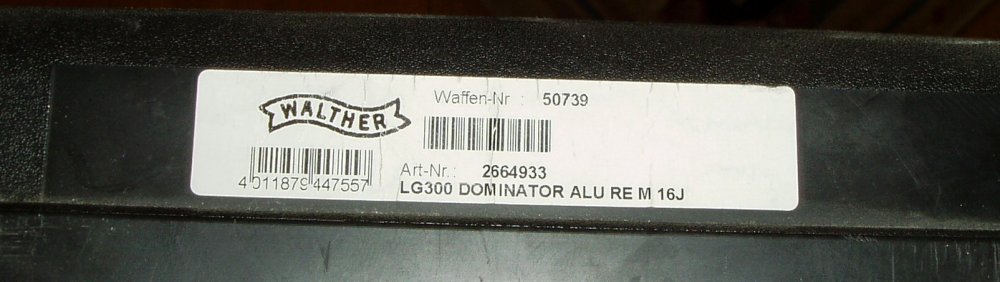 WALTHER
Waffen-Nr : 50739
4 011879 447557
Art-Nr.: 2664933
LG300 DOMINATOR ALU RE M 16J